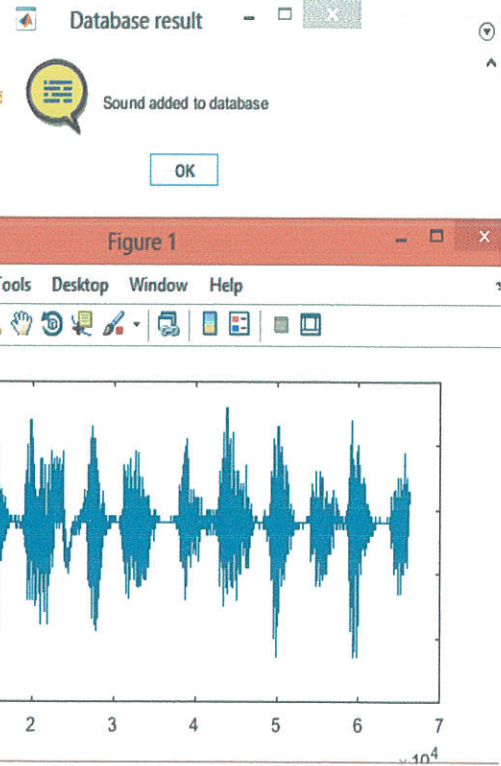 Database result
Sound added to database
OK
Figure 1
Tools Desktop Window Help
2 3 4 5 6 7
× 10⁴